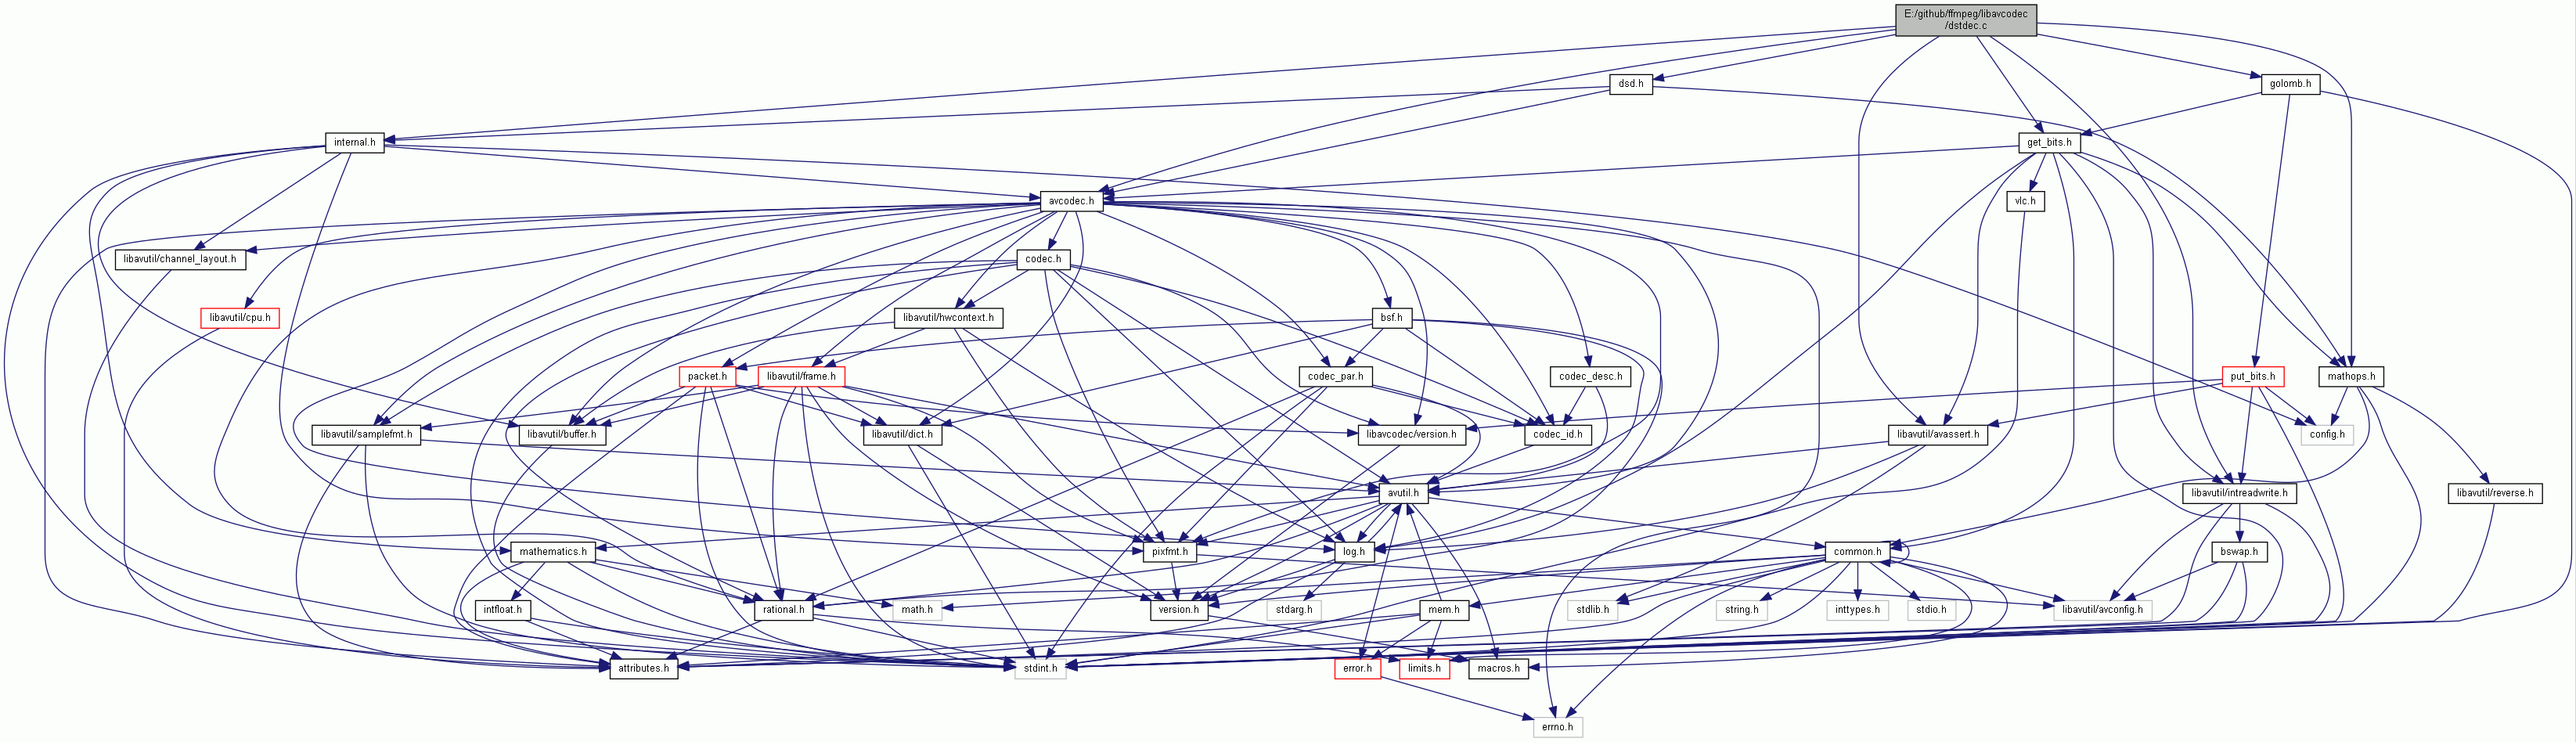 E:/github/ffmpeg/libavcodec
/dstdec.c
dsd.h
golomb.h
internal.h
get_bits.h
avcodec.h
vlc.h
libavutil/channel_layout.h
codec.h
libavutil/cpu.h
libavutil/hwcontext.h
bsf.h
packet.h
libavutil/frame.h
codec_par.h
codec_desc.h
put_bits.h
mathops.h
libavutil/samplefmt.h
libavutil/buffer.h
libavutil/dict.h
libavcodec/version.h
codec_id.h
libavutil/avassert.h
config.h
avutil.h
libavutil/intreadwrite.h
libavutil/reverse.h
mathematics.h
pixfmt.h
log.h
common.h
bswap.h
intfloat.h
rational.h
math.h
version.h
stdarg.h
mem.h
stdlib.h
string.h
inttypes.h
stdio.h
libavutil/avconfig.h
attributes.h
stdint.h
error.h
limits.h
macros.h
errno.h